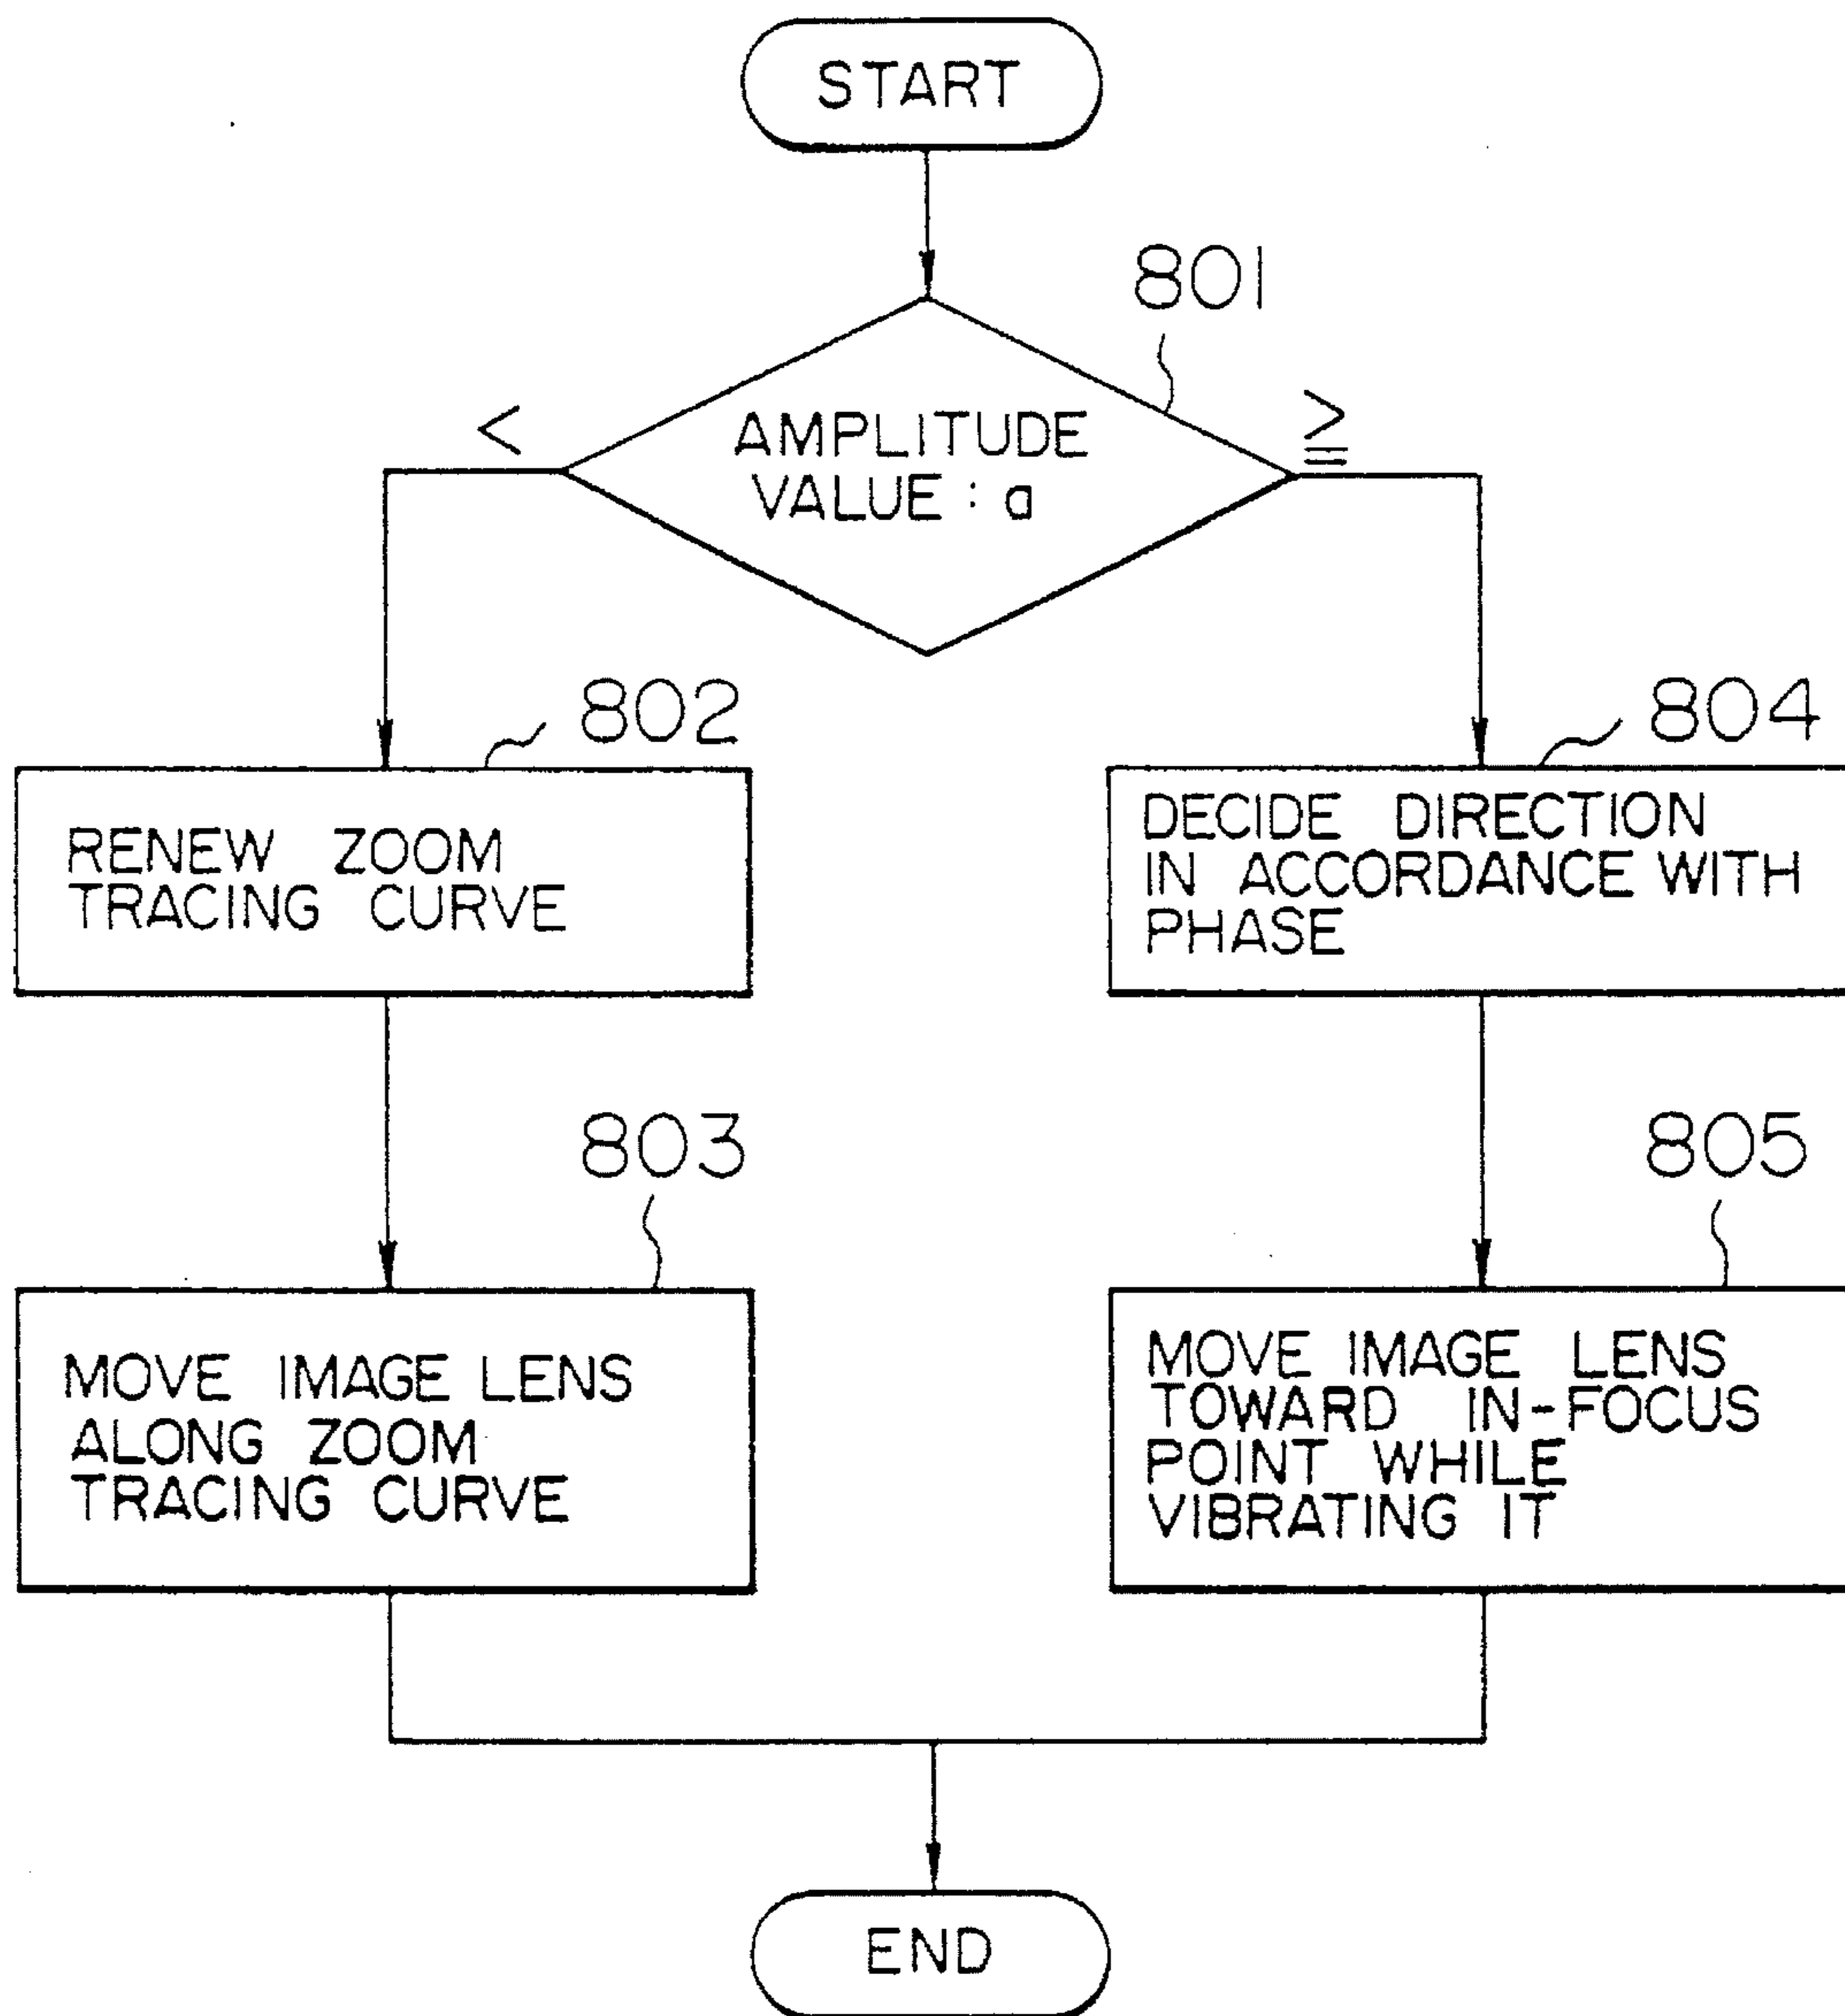 START
801
<
AMPLITUDE
VALUE : a
≧
802
RENEW ZOOM
TRACING CURVE
804
DECIDE DIRECTION
IN ACCORDANCE WITH
PHASE
803
MOVE IMAGE LENS
ALONG ZOOM
TRACING CURVE
805
MOVE IMAGE LENS
TOWARD IN-FOCUS
POINT WHILE
VIBRATING IT
END